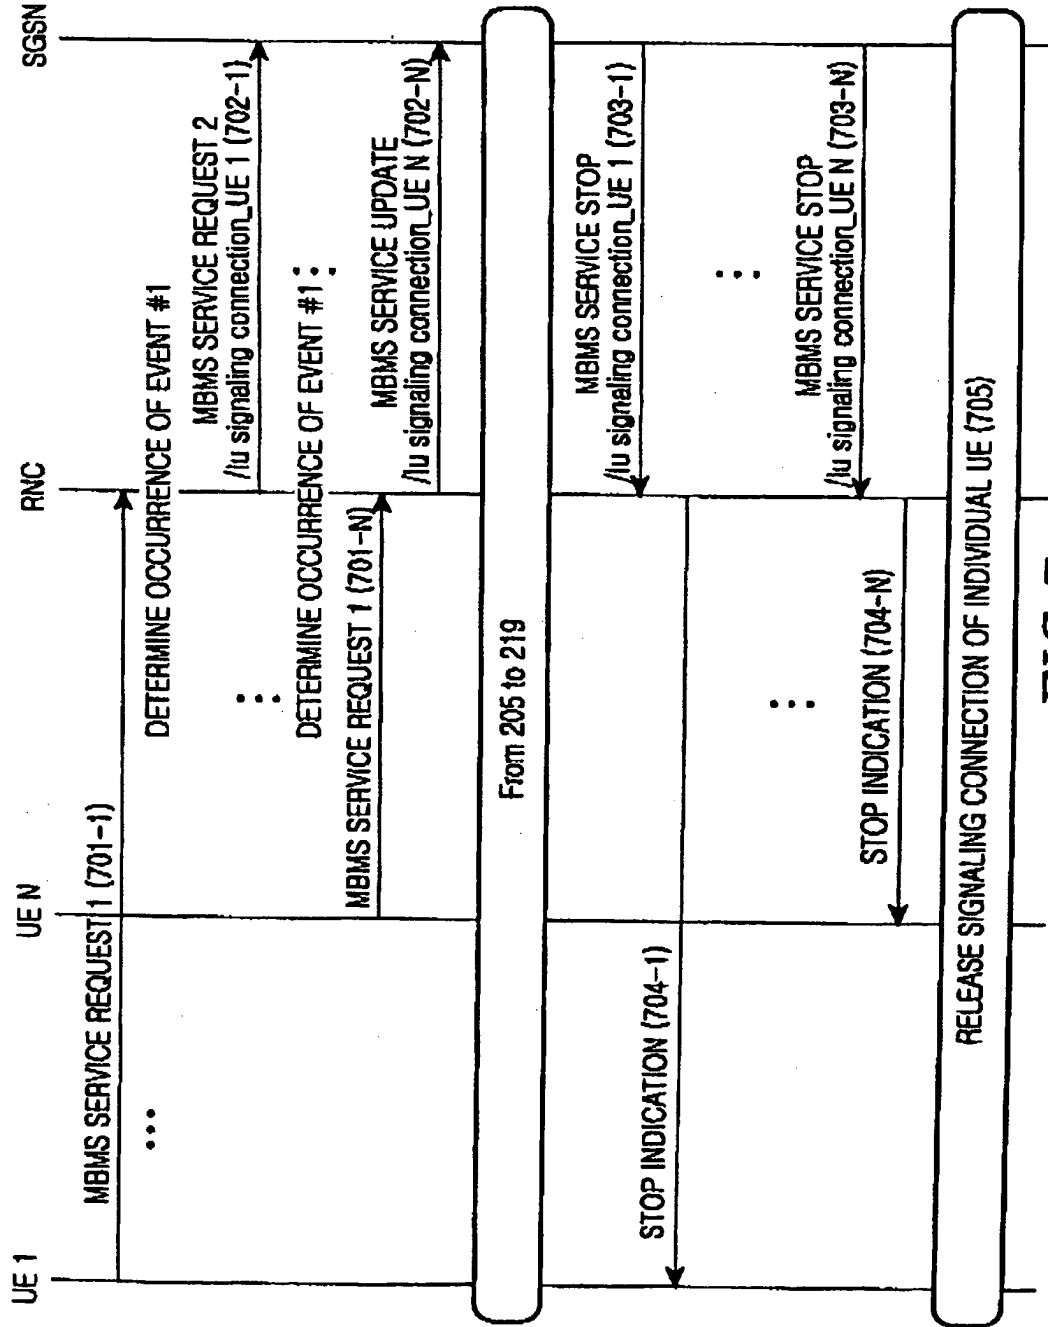 UE 1
UE N
RNC
SGSN
MBMS SERVICE REQUEST 1 (701-1)
...
DETERMINE OCCURRENCE OF EVENT #1
MBMS SERVICE REQUEST 2
/Iu signaling connection_UE 1 (702-1)
...
DETERMINE OCCURRENCE OF EVENT #1
...
MBMS SERVICE REQUEST 1 (701-N)
MBMS SERVICE UPDATE
/Iu signaling connection_UE N (702-N)
From 205 to 219
MBMS SERVICE STOP
/Iu signaling connection_UE 1 (703-1)
STOP INDICATION (704-1)
...
...
MBMS SERVICE STOP
/Iu signaling connection_UE N (703-N)
STOP INDICATION (704-N)
RELEASE SIGNALING CONNECTION OF INDIVIDUAL UE (705)